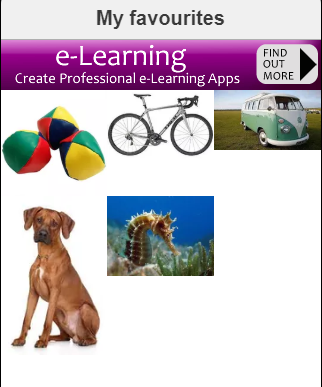 My favourites
e-Learning
Create Professional e-Learning Apps
FIND
OUT
MORE